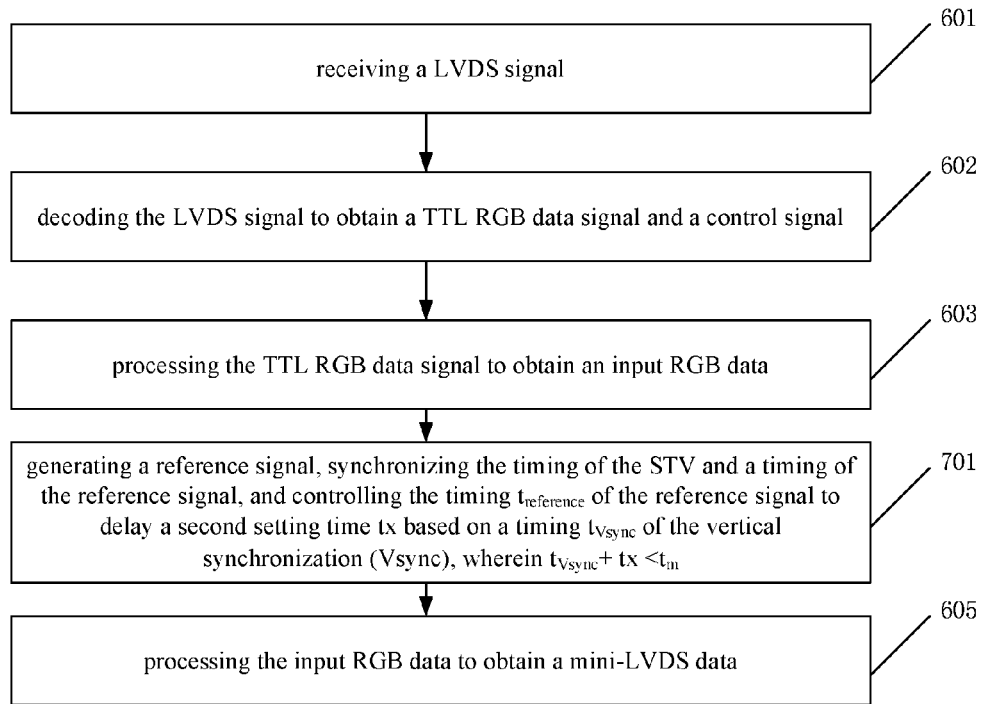 601
receiving a LVDS signal
602
decoding the LVDS signal to obtain a TTL RGB data signal and a control signal
603
processing the TTL RGB data signal to obtain an input RGB data
701
generating a reference signal, synchronizing the timing of the STV and a timing of
the reference signal, and controlling the timing treference of the reference signal to
delay a second setting time tx based on a timing tVsync of the vertical
synchronization (Vsync), wherein tVsync+ tx <tm
605
processing the input RGB data to obtain a mini-LVDS data